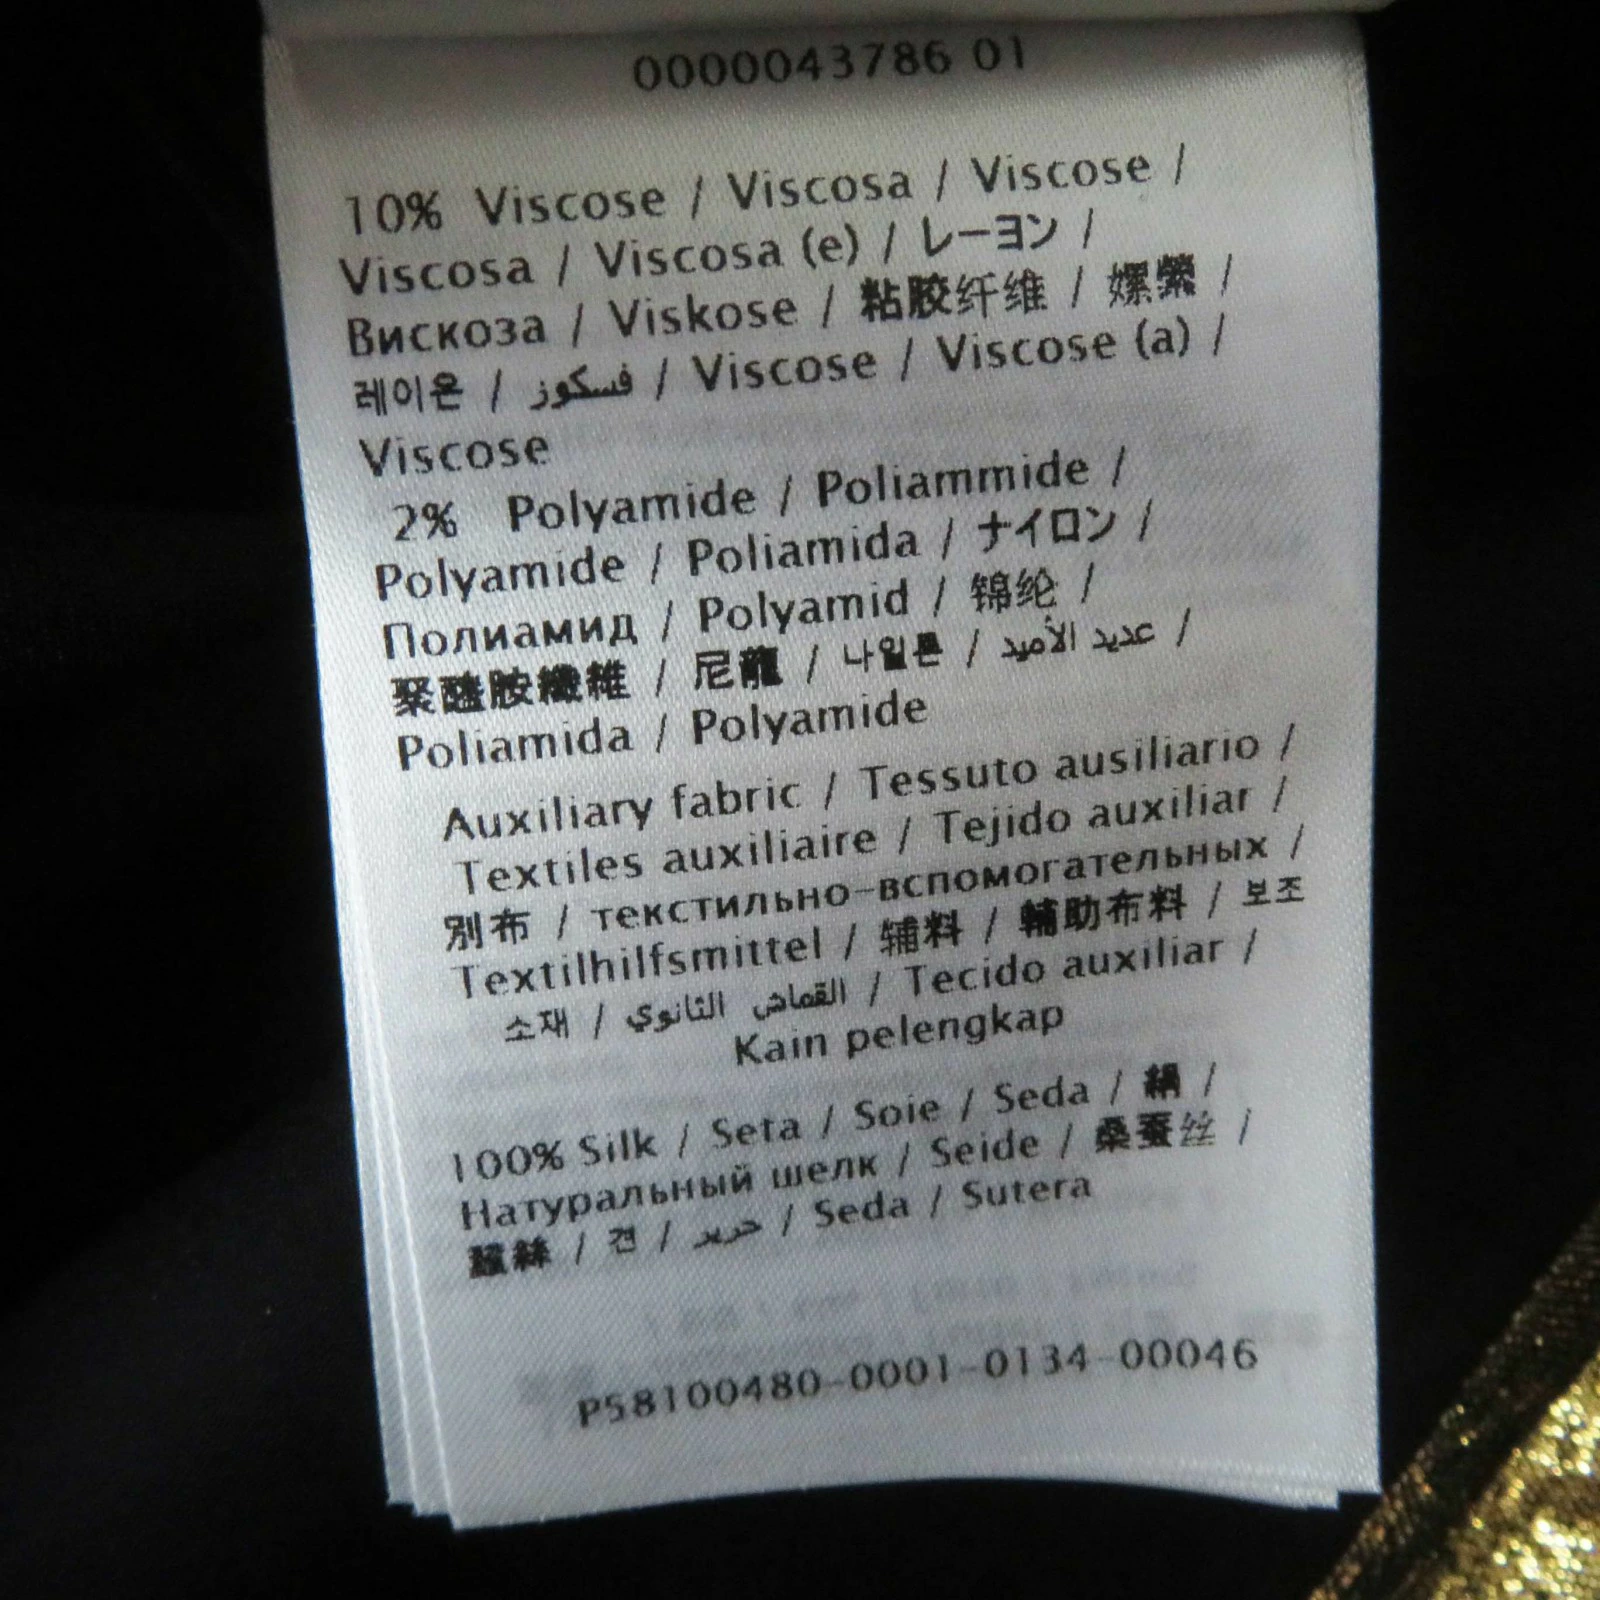 0000043786 01
10% Viscose / Viscosa / Viscose /
Viscosa / Viscosa (e) / レーヨン /
Вискоза / Viskose / 粘胶纤维 / 嫘縈 /
레이온 / فسكوز / Viscose / Viscose (a) /
Viscose
2% Polyamide / Poliammide /
Polyamide / Poliamida / ナイロン /
Полиамид / Polyamid / 锦纶 /
聚醯胺纖維 / 尼龍 / 나일론 / عديد الأميد /
Poliamida / Polyamide
Auxiliary fabric / Tessuto ausiliario /
Textiles auxiliaire / Tejido auxiliar /
別布 / текстильно-вспомогательных /
Textilhilfsmittel / 辅料 / 輔助布料 / 보조
소재 / القماش الثانوي / Tecido auxiliar /
Kain pelengkap
100% Silk / Seta / Soie / Seda / 絹 /
Натуральный шелк / Seide / 桑蚕丝 /
蠶絲 / 견 / حرير / Seda / Sutera
P58100480-0001-0134-00046